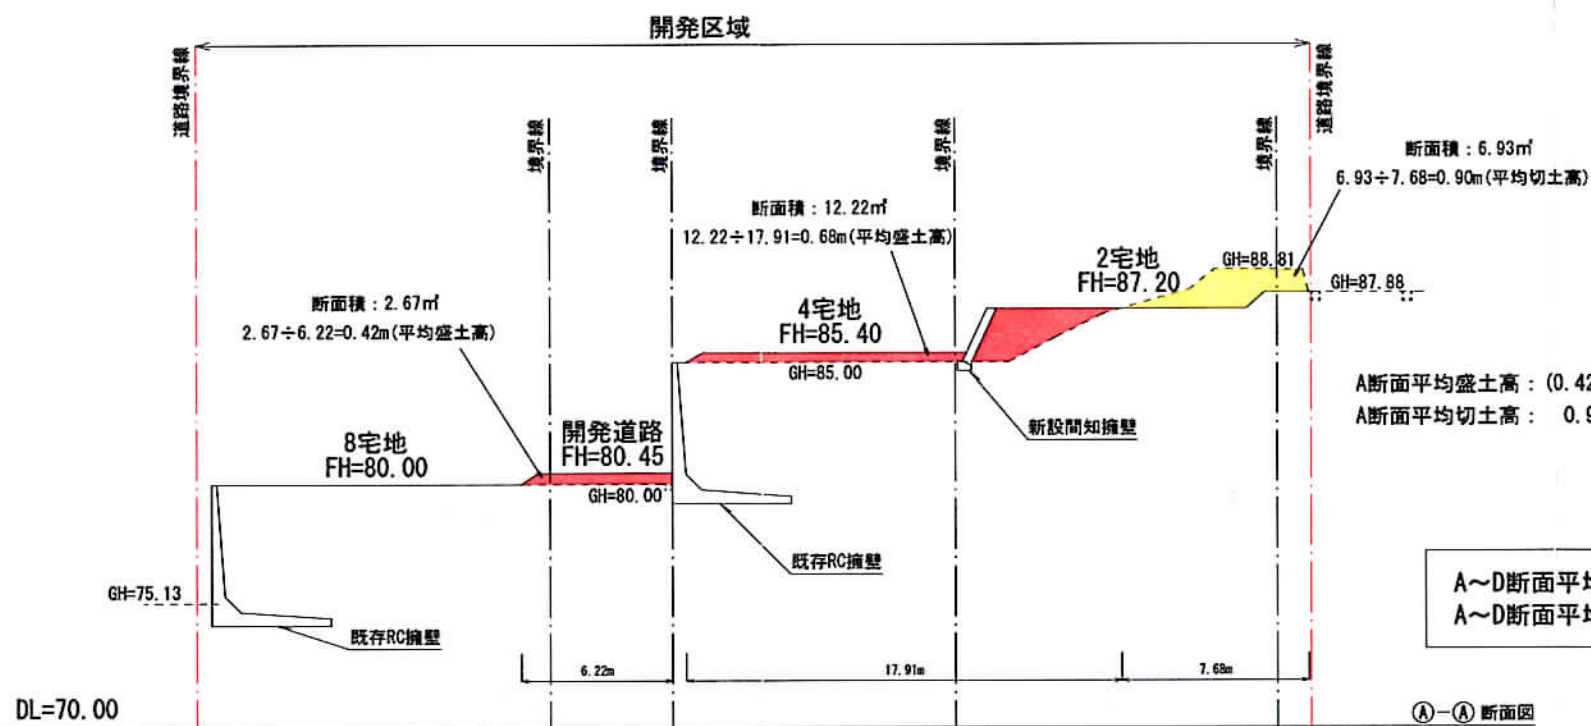 開発区域
道路境界線
境界線
境界線
境界線
境界線
道路境界線
断面積：6.93㎡
6.93÷7.68=0.90m(平均切土高)
断面積：12.22㎡
12.22÷17.91=0.68m(平均盛土高)
2宅地
FH=87.20
GH=88.81
GH=87.88
断面積：2.67㎡
2.67÷6.22=0.42m(平均盛土高)
4宅地
FH=85.40
GH=85.00
A断面平均盛土高：(0.42
A断面平均切土高： 0.9
新設間知擁壁
8宅地
FH=80.00
開発道路
FH=80.45
GH=80.00
既存RC擁壁
GH=75.13
既存RC擁壁
A～D断面平均
A～D断面平均
6.22m
17.91m
7.68m
DL=70.00
Ⓐ-Ⓐ 断面図